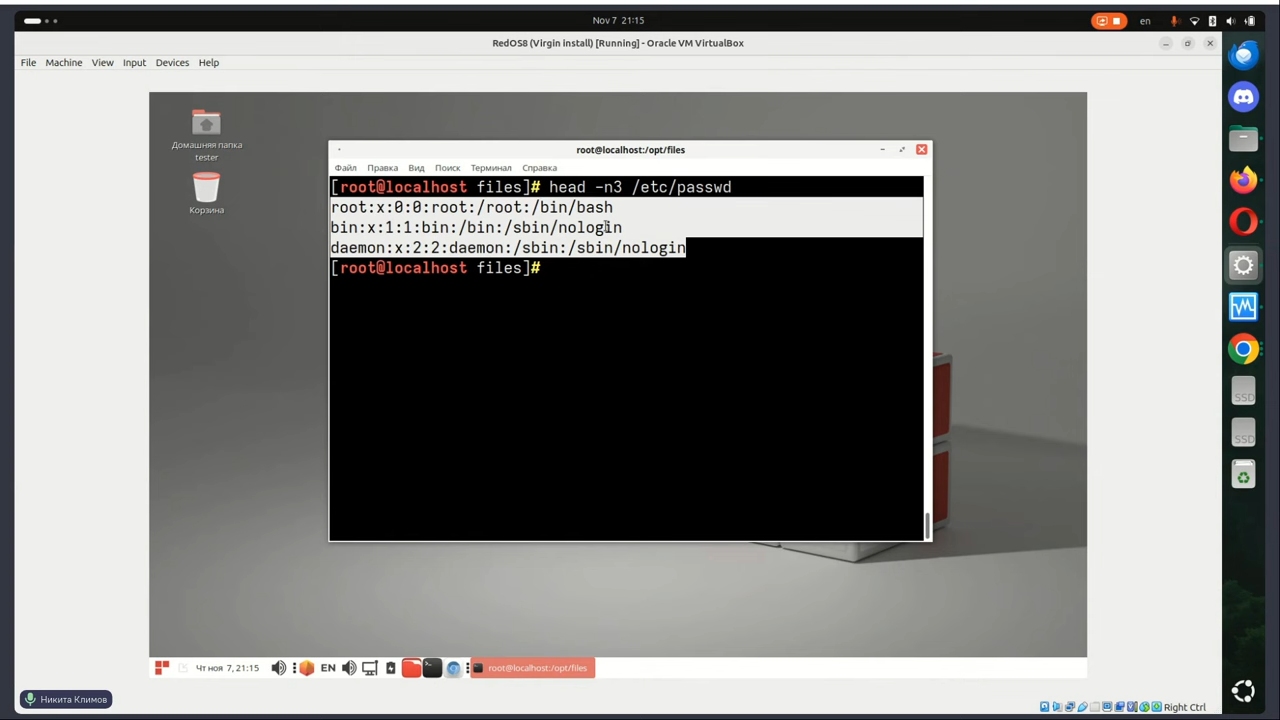 Nov 7 21:15
en
RedOS8 (Virgin install) [Running] - Oracle VM VirtualBox
File Machine View Input Devices Help
Домашняя папка
tester
Корзина
root@localhost:/opt/files
Файл Правка Вид Поиск Терминал Справка
[root@localhost files]# head -n3 /etc/passwd
root:x:0:0:root:/root:/bin/bash
bin:x:1:1:bin:/bin:/sbin/nologin
daemon:x:2:2:daemon:/sbin:/sbin/nologin
[root@localhost files]#
SSD
SSD
Чт ноя 7, 21:15 EN root@localhost:/opt/files
Никита Климов
Right Ctrl